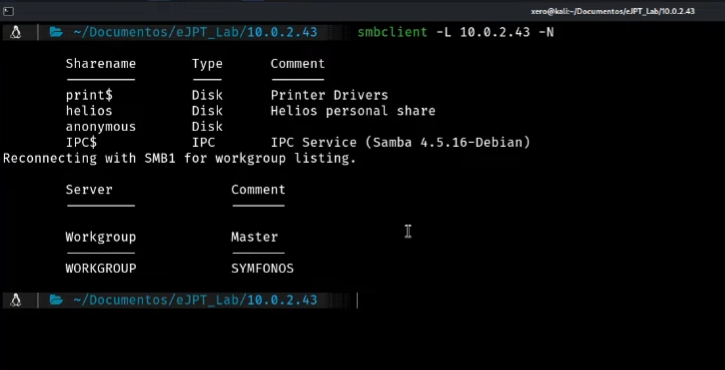 xero@kali:~/Documentos/eJPT_Lab/10.0.2.43
~/Documentos/eJPT_Lab/10.0.2.43 smbclient -L 10.0.2.43 -N
Sharename Type Comment
print$ Disk Printer Drivers
helios Disk Helios personal share
anonymous Disk
IPC$ IPC IPC Service (Samba 4.5.16-Debian)
Reconnecting with SMB1 for workgroup listing.
Server Comment
Workgroup Master
WORKGROUP SYMFONOS
~/Documentos/eJPT_Lab/10.0.2.43